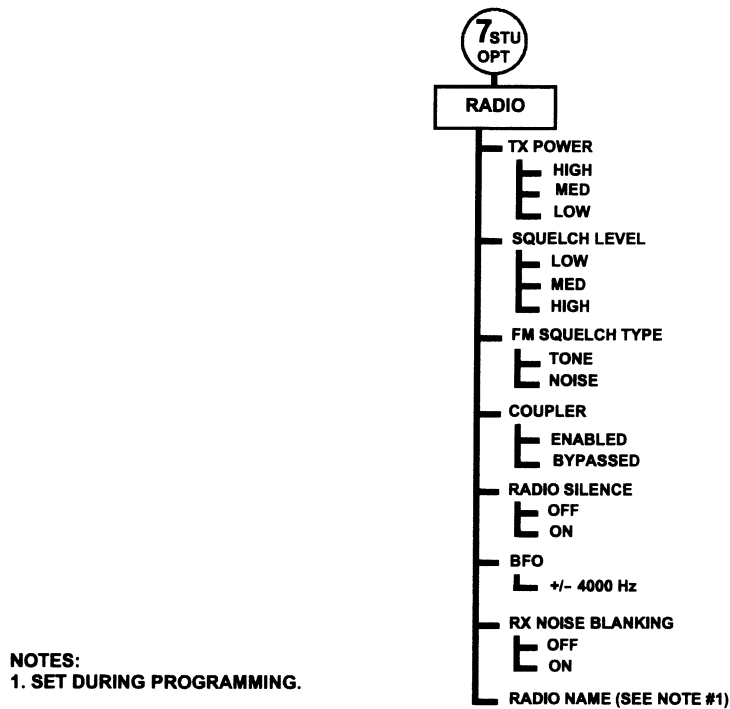 7STU
OPT
RADIO
TX POWER
HIGH
MED
LOW
SQUELCH LEVEL
LOW
MED
HIGH
FM SQUELCH TYPE
TONE
NOISE
COUPLER
ENABLED
BYPASSED
RADIO SILENCE
OFF
ON
BFO
+/– 4000 Hz
RX NOISE BLANKING
OFF
ON
RADIO NAME (SEE NOTE #1)
NOTES:
1. SET DURING PROGRAMMING.